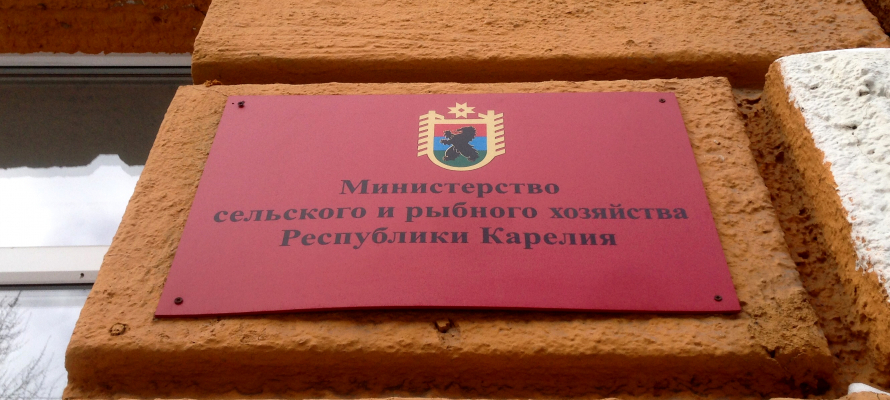 Министерство
сельского и рыбного хозяйства
Республики Карелия